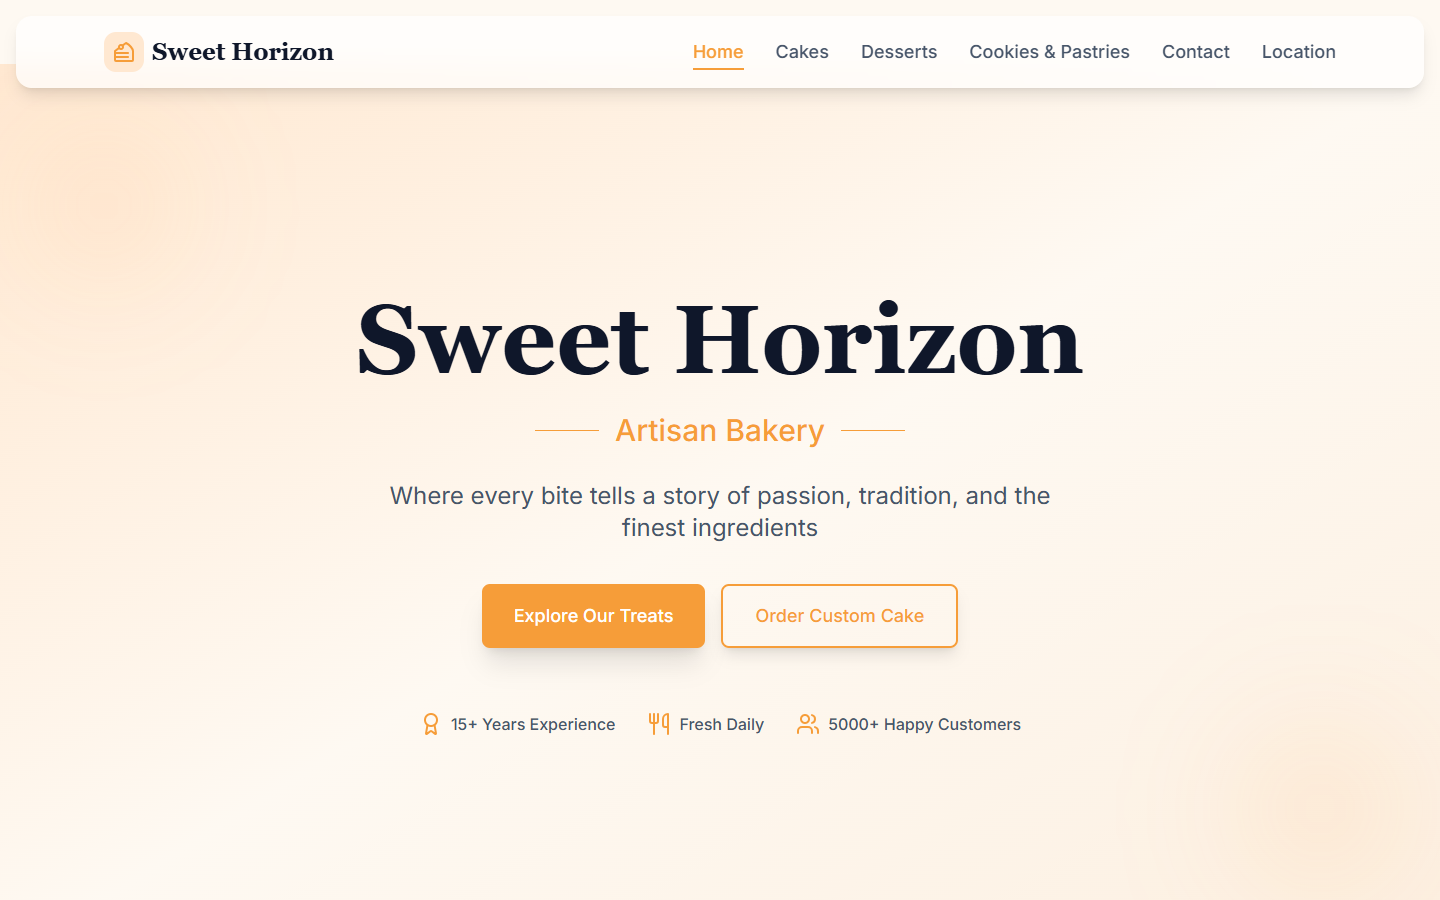 Sweet Horizon
Home
Cakes
Desserts
Cookies & Pastries
Contact
Location
Sweet Horizon
Artisan Bakery
Where every bite tells a story of passion, tradition, and the
finest ingredients
Explore Our Treats
Order Custom Cake
15+ Years Experience
Fresh Daily
5000+ Happy Customers